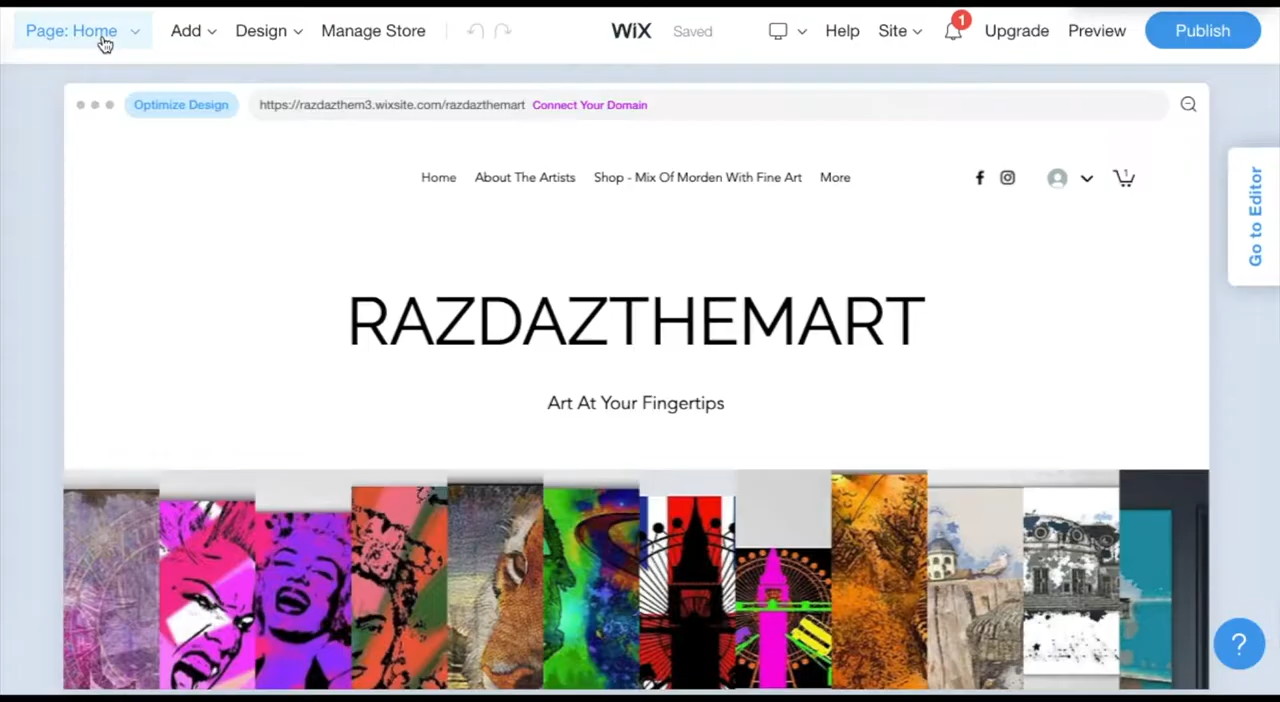 Page: Home Add Design Manage Store WiX Saved Help Site 1 Upgrade Preview Publish
Optimize Design https://razdazthem3.wixsite.com/razdazthemart Connect Your Domain
Home About The Artists Shop - Mix Of Morden With Fine Art More 1
Go to Editor
RAZDAZTHEMART
Art At Your Fingertips
?